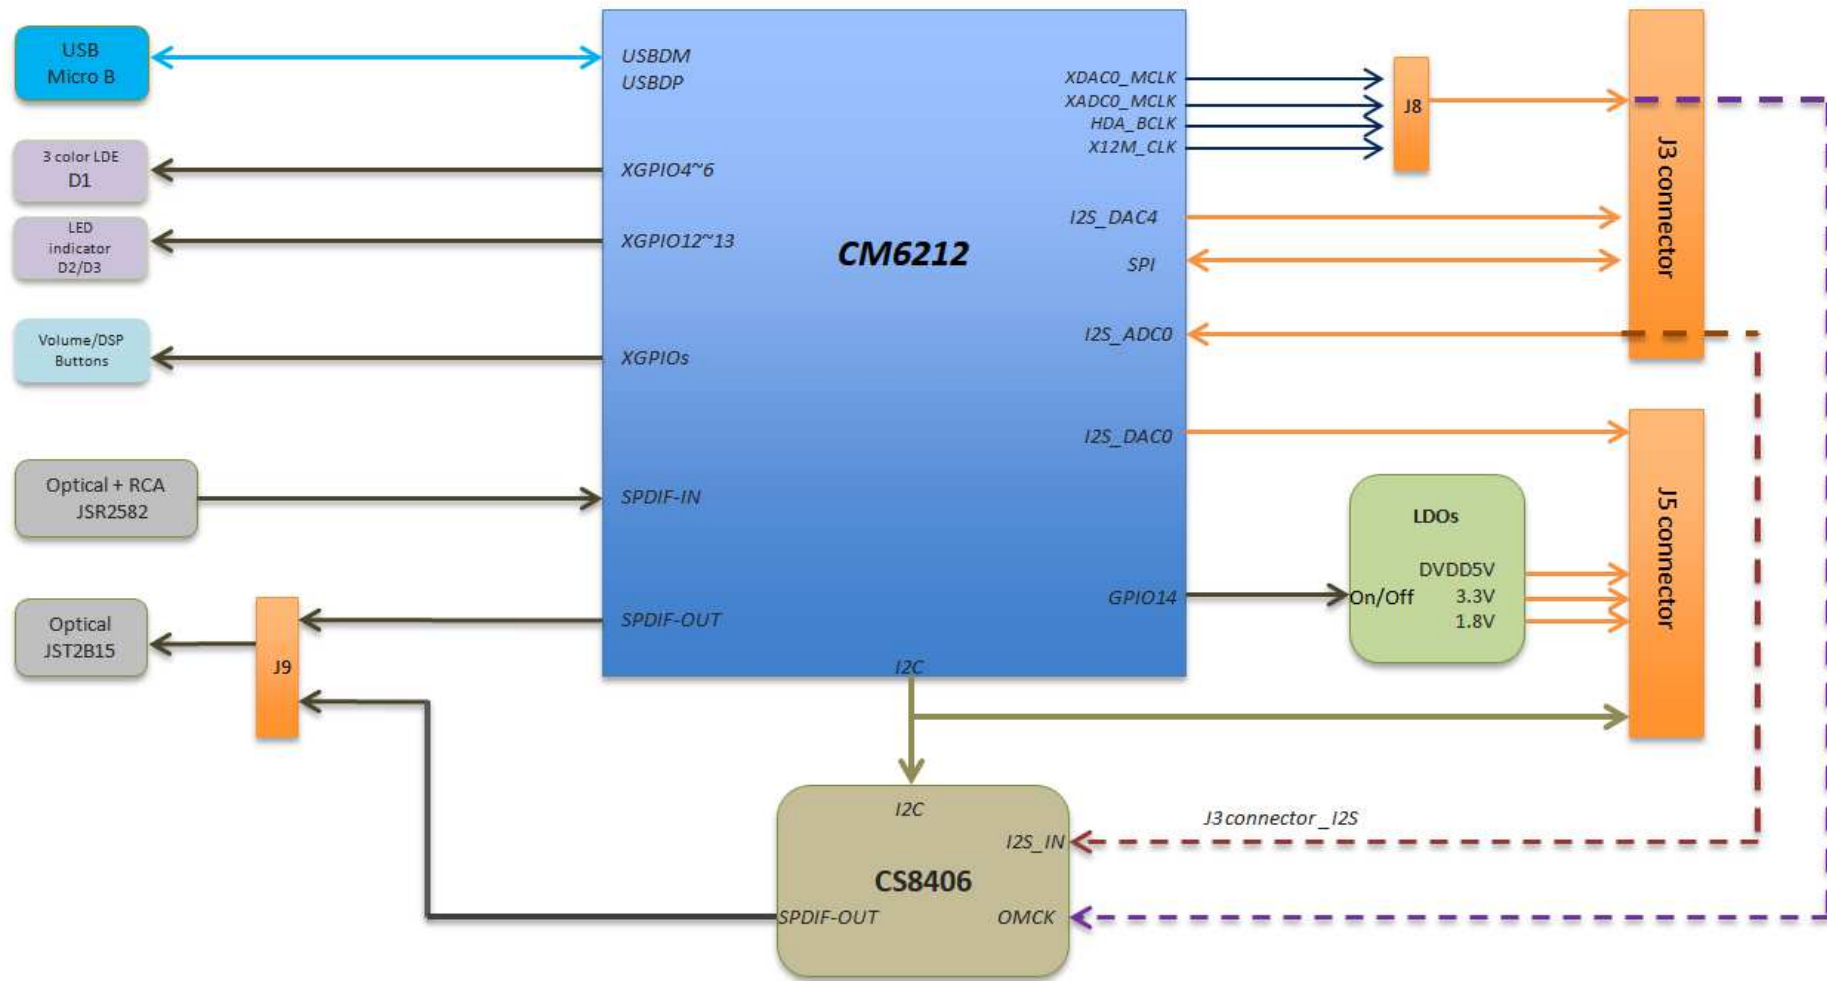 USB
Micro B
3 color LDE
D1
LED
indicator
D2/D3
Volume/DSP
Buttons
Optical + RCA
JSR2582
Optical
JST2B15
J9
USBDM
USBDP
XGPIO4~6
XGPIO12~13
XGPIOs
SPDIF-IN
SPDIF-OUT
CM6212
I2C
XDAC0_MCLK
XADC0_MCLK
HDA_BCLK
X12M_CLK
I2S_DAC4
SPI
I2S_ADC0
I2S_DAC0
GPIO14
J8
J3 connector
LDOs
DVDD5V
On/Off
3.3V
1.8V
J5 connector
I2C
I2S_IN
CS8406
SPDIF-OUT
OMCK
J3connector_I2S